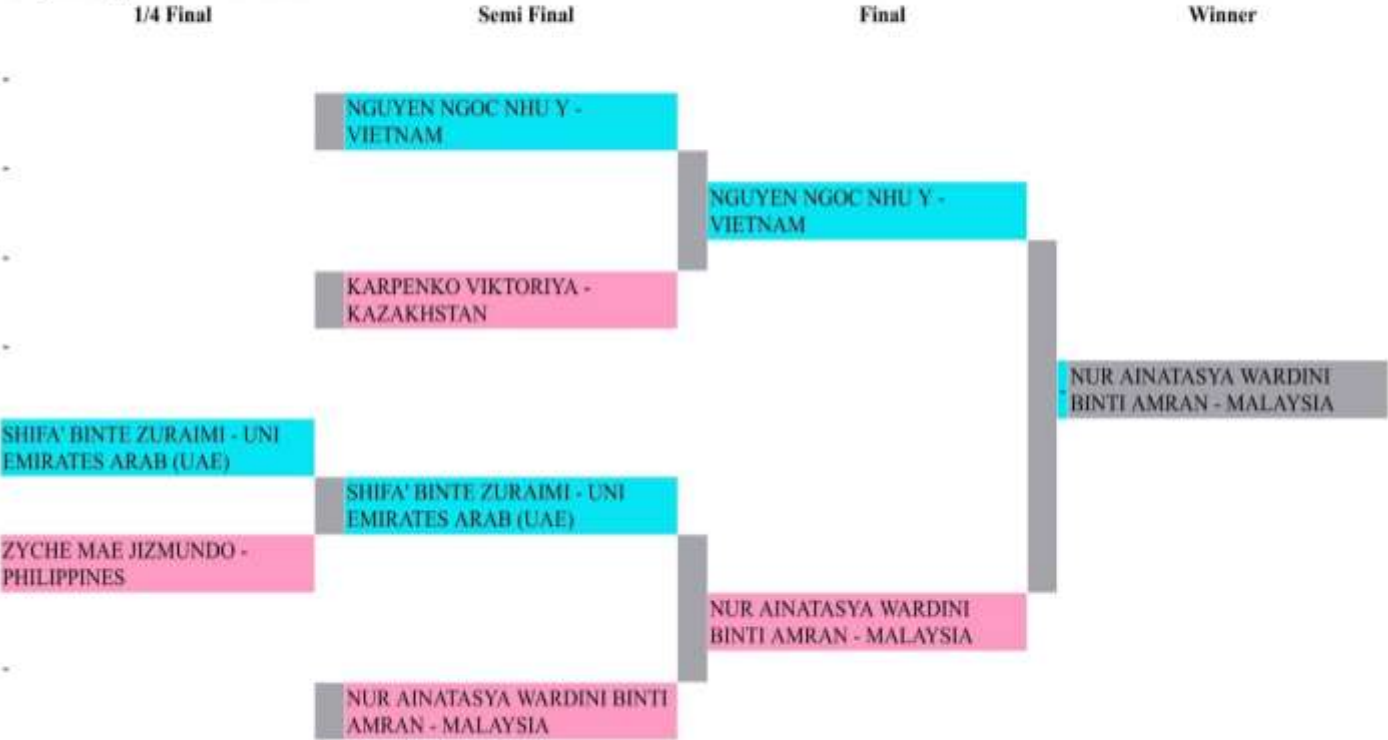 1/4 Final
Semi Final
Final
Winner
-
NGUYEN NGOC NHU Y -
VIETNAM
-
NGUYEN NGOC NHU Y -
VIETNAM
-
KARPENKO VIKTORIYA -
KAZAKHSTAN
-
- NUR AINATASYA WARDINI
BINTI AMRAN - MALAYSIA
SHIFA' BINTE ZURAIMI - UNI
EMIRATES ARAB (UAE)
SHIFA' BINTE ZURAIMI - UNI
EMIRATES ARAB (UAE)
ZYCHE MAE JIZMUNDO -
PHILIPPINES
NUR AINATASYA WARDINI
BINTI AMRAN - MALAYSIA
-
NUR AINATASYA WARDINI BINTI
AMRAN - MALAYSIA